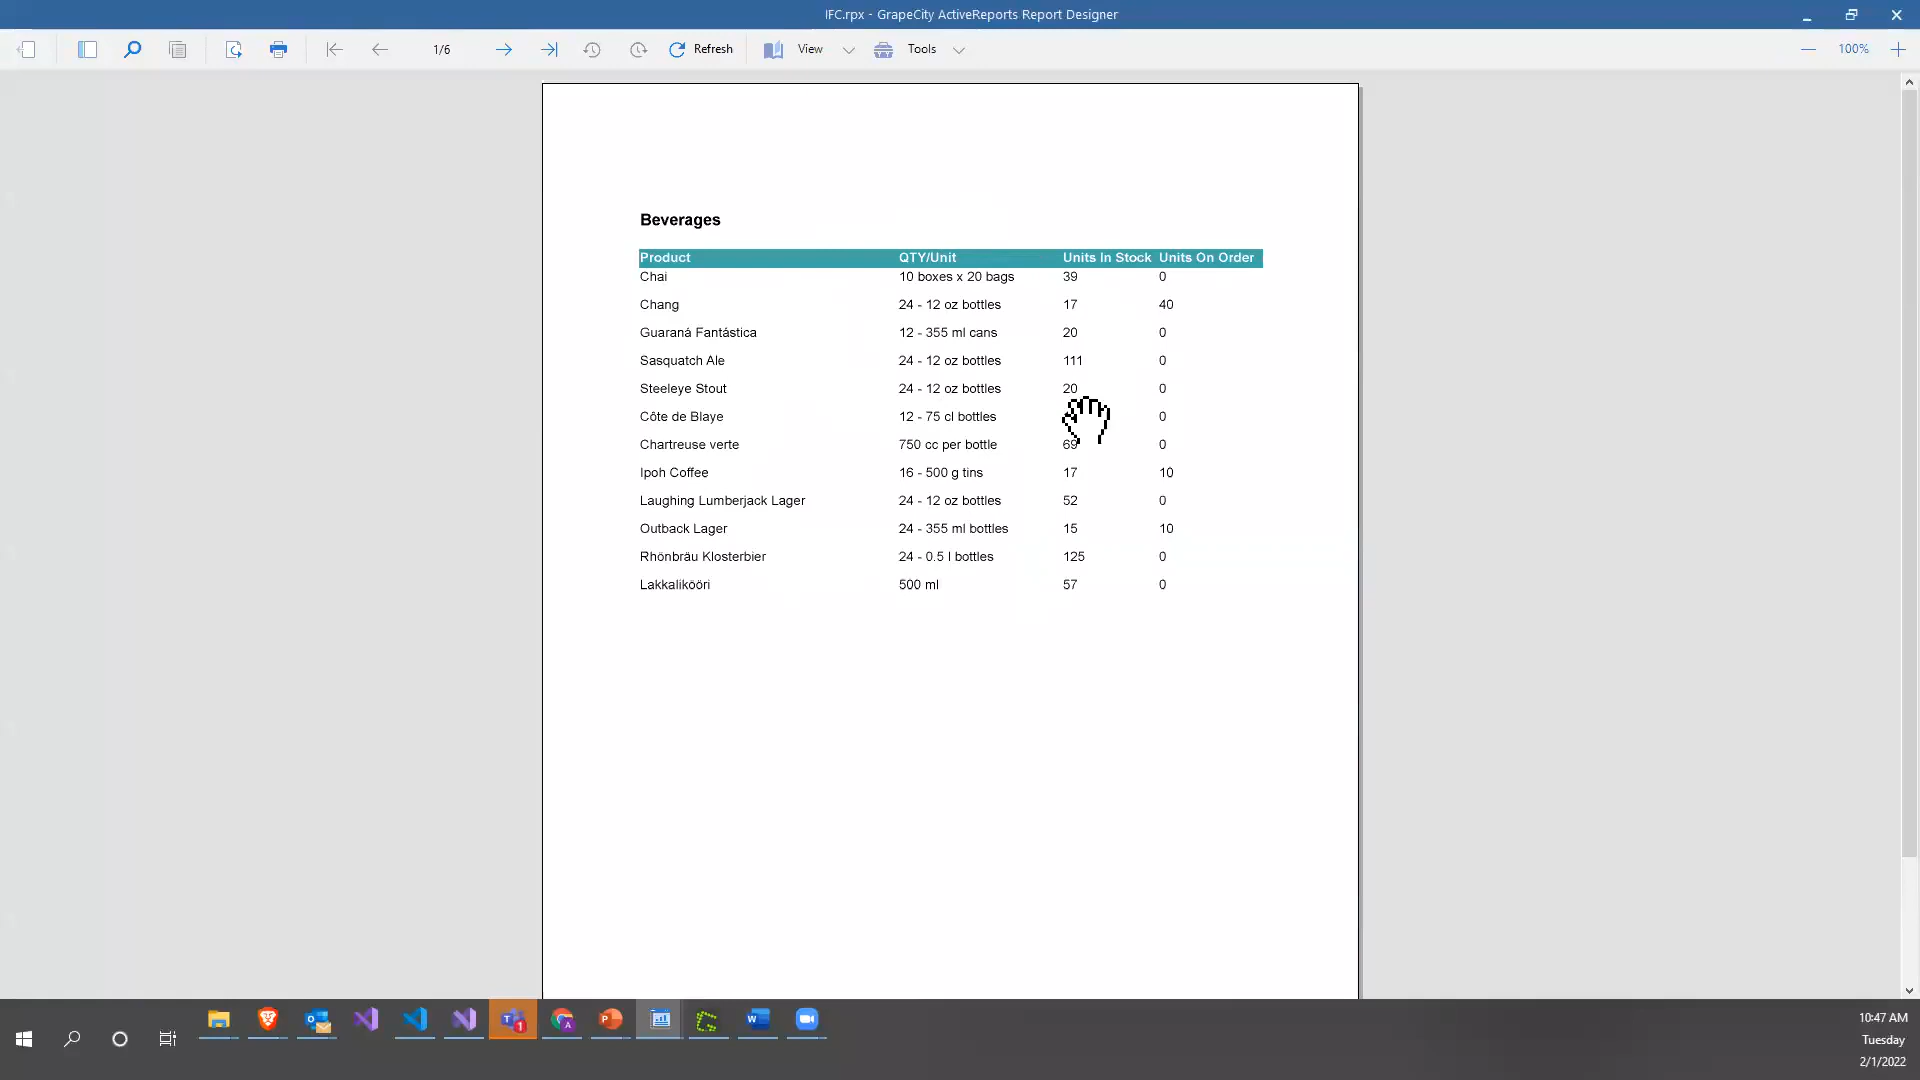 IFC.rpx - GrapeCity ActiveReports Report Designer
1/6 Refresh View Tools 100%
Beverages
Product QTY/Unit Units In Stock Units On Order
Chai 10 boxes x 20 bags 39 0
Chang 24 - 12 oz bottles 17 40
Guaraná Fantástica 12 - 355 ml cans 20 0
Sasquatch Ale 24 - 12 oz bottles 111 0
Steeleye Stout 24 - 12 oz bottles 20 0
Côte de Blaye 12 - 75 cl bottles 0
Chartreuse verte 750 cc per bottle 69 0
Ipoh Coffee 16 - 500 g tins 17 10
Laughing Lumberjack Lager 24 - 12 oz bottles 52 0
Outback Lager 24 - 355 ml bottles 15 10
Rhönbräu Klosterbier 24 - 0.5 l bottles 125 0
Lakkalikööri 500 ml 57 0
10:47 AM
Tuesday
2/1/2022